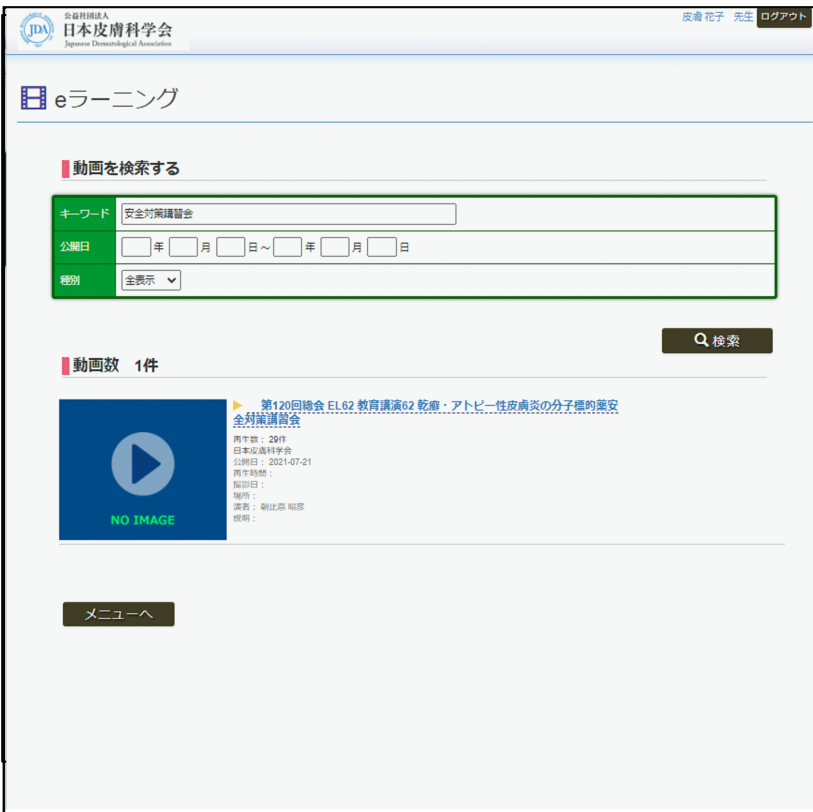 公益社団法人
日本皮膚科学会
Japanese Dermatological Association
JDA
皮膚 花子 先生 ログアウト
eラーニング
動画を検索する
キーワード 安全対策講習会
公開日 年 月 日～ 年 月 日
種別 全表示
検索
動画数 1件
第120回総会 EL62 教育講演62 乾癬・アトピー性皮膚炎の分子標的薬安
全対策講習会
再生数： 29件
日本皮膚科学会
公開日： 2021-07-21
再生時間：
撮影日：
場所：
演者： 朝比奈 昭彦
説明：
NO IMAGE
メニューへ